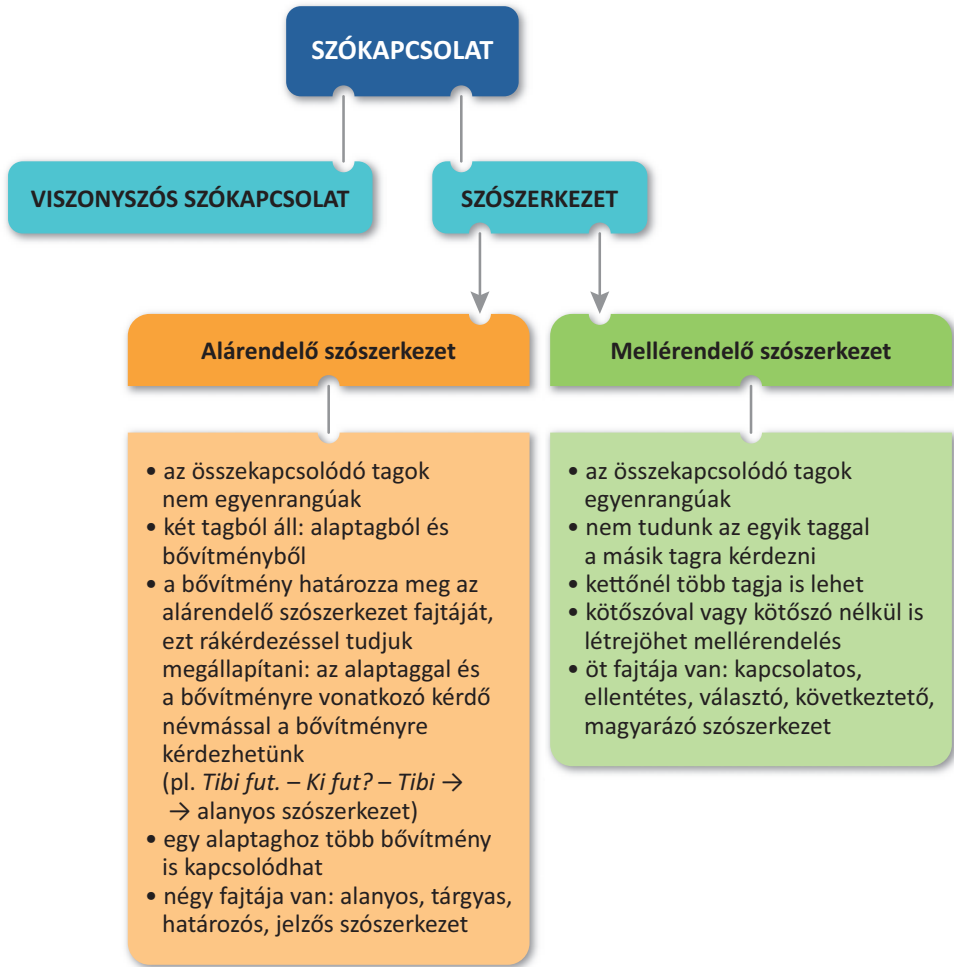 SZÓKAPCSOLAT
VISZONYSZÓS SZÓKAPCSOLAT
SZÓSZERKEZET
Alárendelő szószerkezet
• az összekapcsolódó tagok
nem egyenrangúak
• két tagból áll: alaptagból és
bővítményből
• a bővítmény határozza meg az
alárendelő szószerkezet fajtáját,
ezt rákérdezéssel tudjuk
megállapítani: az alaptaggal és
a bővítményre vonatkozó kérdő
névmással a bővítményre
kérdezhetünk
(pl. Tibi fut. – Ki fut? – Tibi →
→ alanyos szószerkezet)
• egy alaptaghoz több bővítmény
is kapcsolódhat
• négy fajtája van: alanyos, tárgyas,
határozós, jelzős szószerkezet
Mellérendelő szószerkezet
• az összekapcsolódó tagok
egyenrangúak
• nem tudunk az egyik taggal
a másik tagra kérdezni
• kettőnél több tagja is lehet
• kötőszóval vagy kötőszó nélkül is
létrejöhet mellérendelés
• öt fajtája van: kapcsolatos,
ellentétes, választó, következtető,
magyarázó szószerkezet